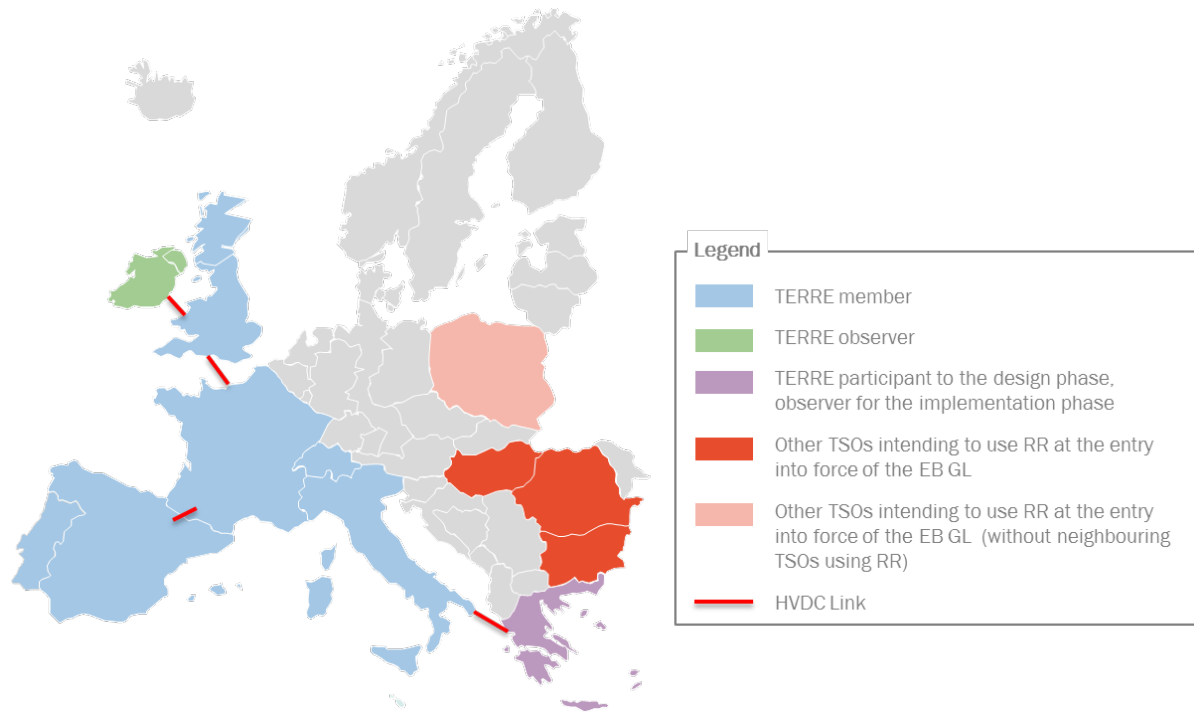 Legend
TERRE member
TERRE observer
TERRE participant to the design phase,
observer for the implementation phase
Other TSOs intending to use RR at the entry
into force of the EB GL
Other TSOs intending to use RR at the entry
into force of the EB GL (without neighbouring
TSOs using RR)
HVDC Link